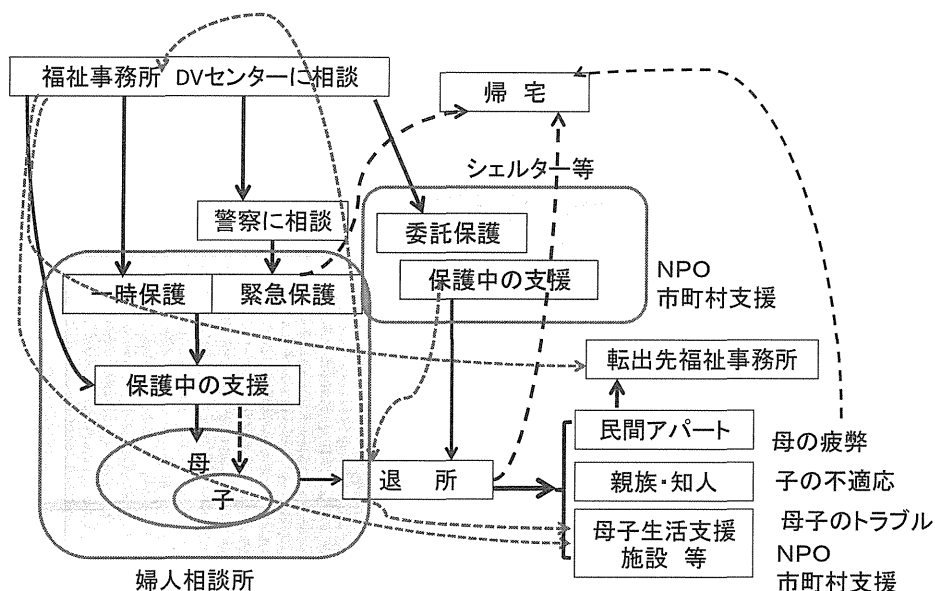 福祉事務所 DVセンターに相談
帰 宅
シェルター等
警察に相談
委託保護
保護中の支援
NPO
市町村支援
一時保護
緊急保護
転出先福祉事務所
保護中の支援
民間アパート
母の疲弊
母
子
退 所
親族・知人
子の不適応
母子生活支援
施設 等
母子のトラブル
NPO
市町村支援
婦人相談所